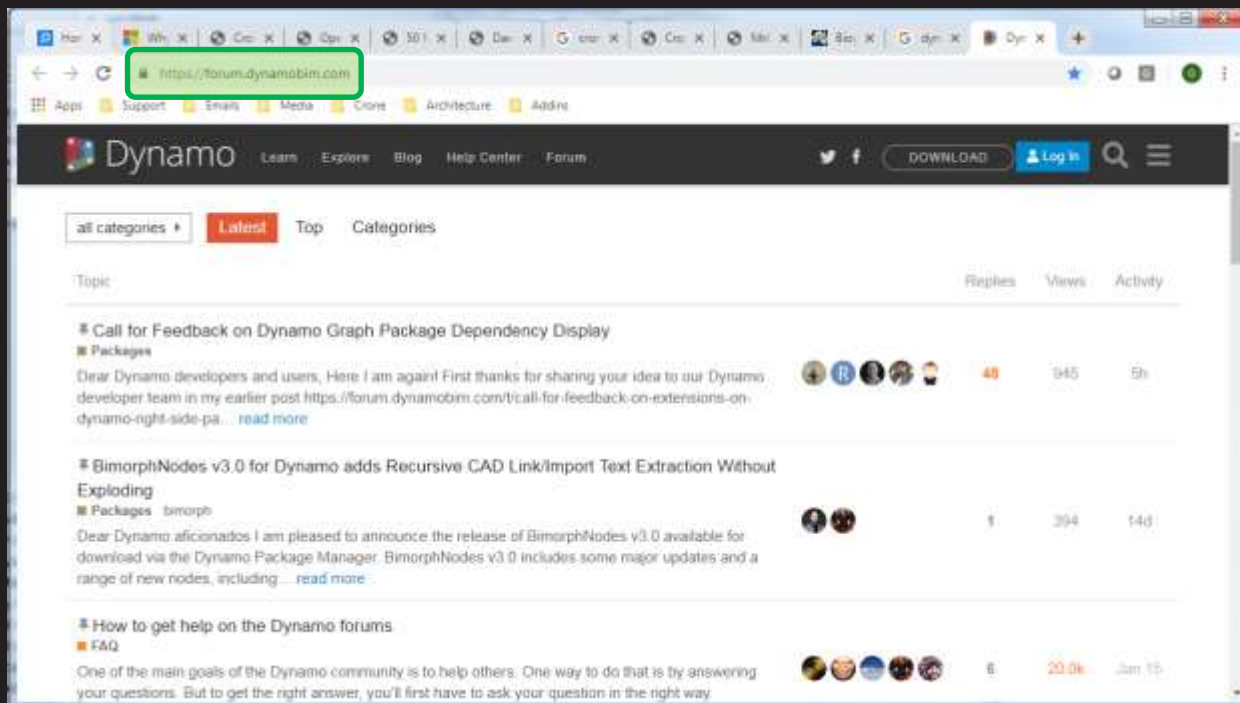 https://forum.dynamobim.com
Apps Support Emails Media Crone Architecture Addins
Dynamo Learn Explore Blog Help Center Forum DOWNLOAD Log In
all categories Latest Top Categories
Topic Replies Views Activity
Call for Feedback on Dynamo Graph Package Dependency Display
Packages
Dear Dynamo developers and users, Here I am again! First thanks for sharing your idea to our Dynamo
developer team in my earlier post https://forum.dynamobim.com/t/call-for-feedback-on-extensions-on-
dynamo-right-side-pa... read more
R 48 945 5h
BimorphNodes v3.0 for Dynamo adds Recursive CAD Link/Import Text Extraction Without
Exploding
Packages bimorph
Dear Dynamo aficionados I am pleased to announce the release of BimorphNodes v3.0 available for
download via the Dynamo Package Manager. BimorphNodes v3.0 includes some major updates and a
range of new nodes, including... read more
1 394 14d
How to get help on the Dynamo forums
FAQ
One of the main goals of the Dynamo community is to help others. One way to do that is by answering
your questions. But to get the right answer, you'll first have to ask your question in the right way.
6 20.0k Jan 15